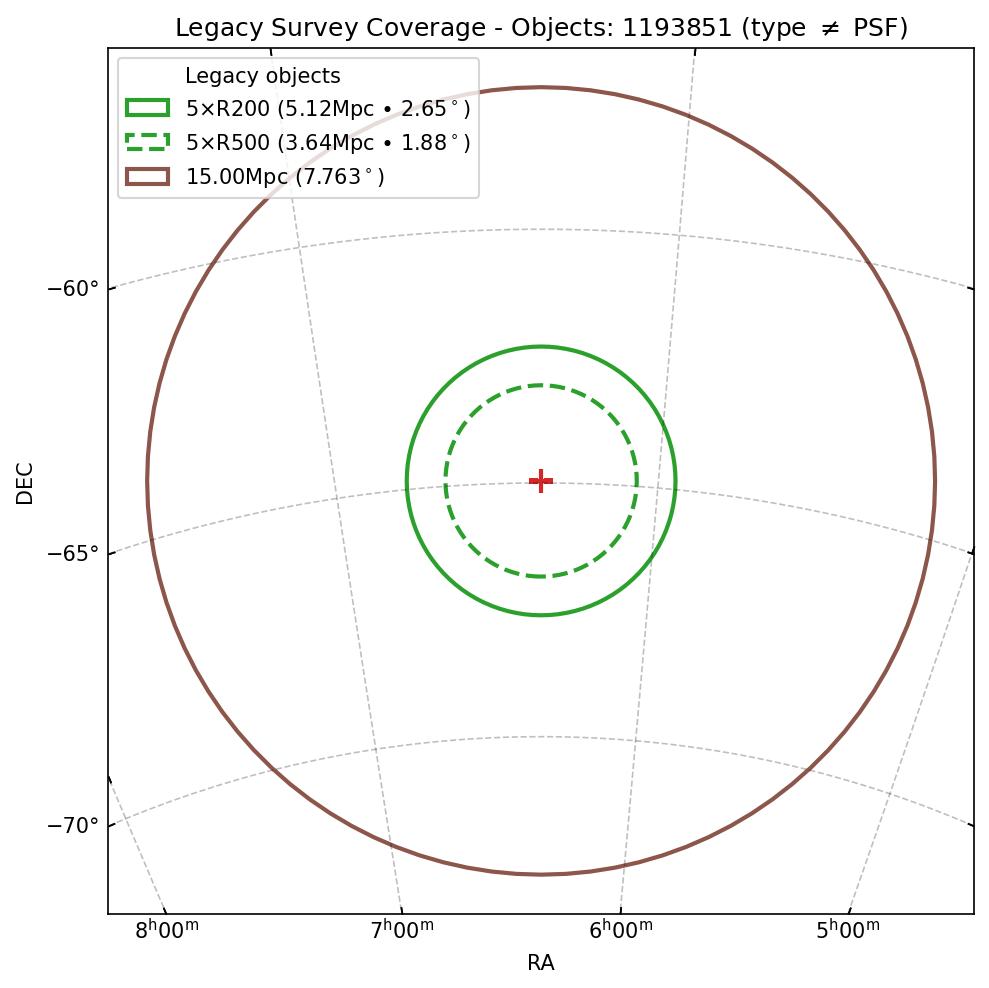 Legacy Survey Coverage - Objects: 1193851 (type ≠ PSF)
Legacy objects
5×R200 (5.12Mpc • 2.65°)
5×R500 (3.64Mpc • 1.88°)
15.00Mpc (7.763°)
−60°
−65°
−70°
DEC
8ʰ00ᵐ 7ʰ00ᵐ 6ʰ00ᵐ 5ʰ00ᵐ
RA